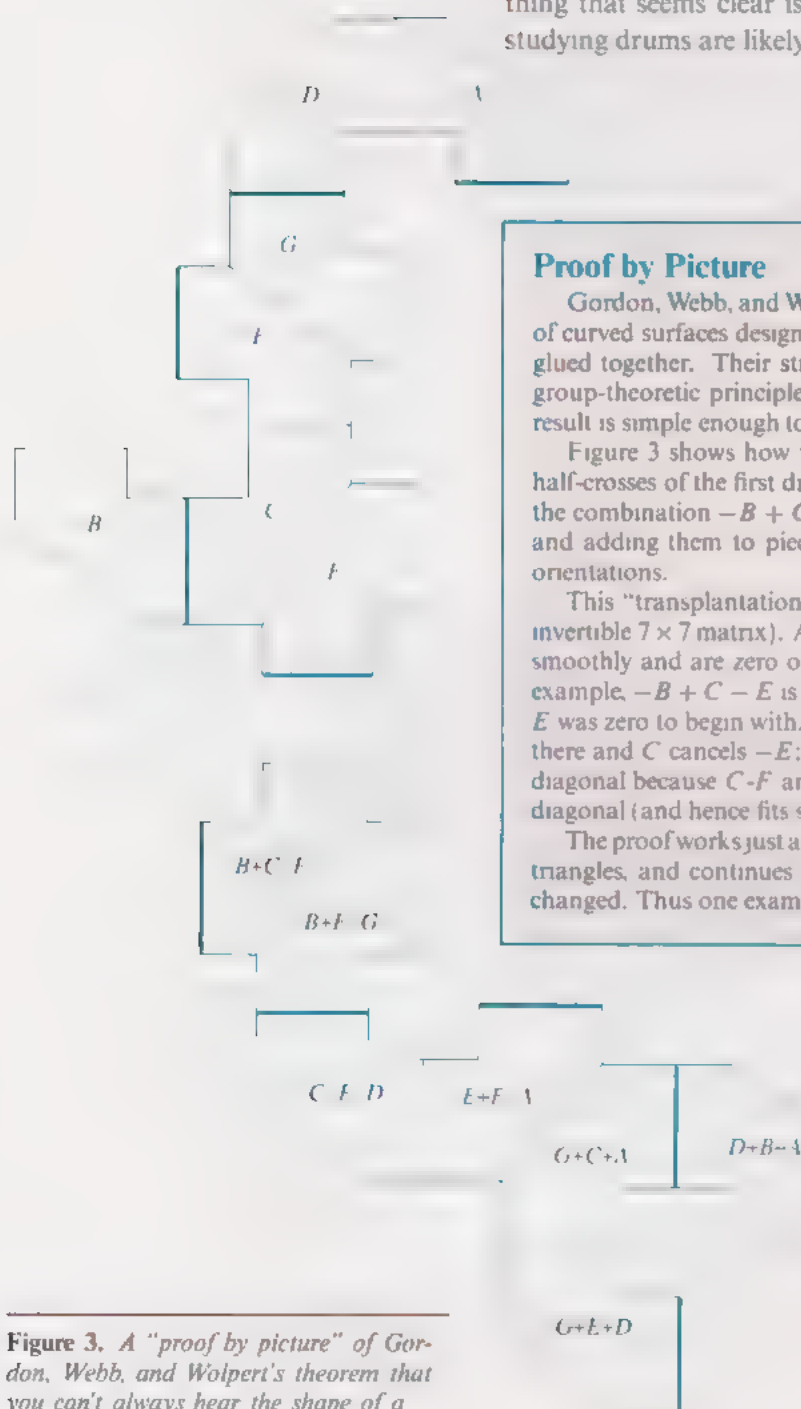 thing that seems clear is
studying drums are likely
D
G
B
Proof by Picture
Gordon, Webb, and W
of curved surfaces design
glued together. Their str
group-theoretic principle
result is simple enough to
Figure 3 shows how
half-crosses of the first dr
the combination −B + C
and adding them to piec
orientations.
This “transplantation
invertible 7 × 7 matrix). A
smoothly and are zero o
example, −B + C − E is
E was zero to begin with.
there and C cancels −E:
diagonal because C-F an
diagonal (and hence fits s
The proof works just a
triangles, and continues
changed. Thus one exam
B+C
B+F G
C F D
E+F
G+C+A
D+B−A
G+E+D
Figure 3. A "proof by picture" of Gor-
don, Webb, and Wolpert's theorem that
you can't always hear the shape of a